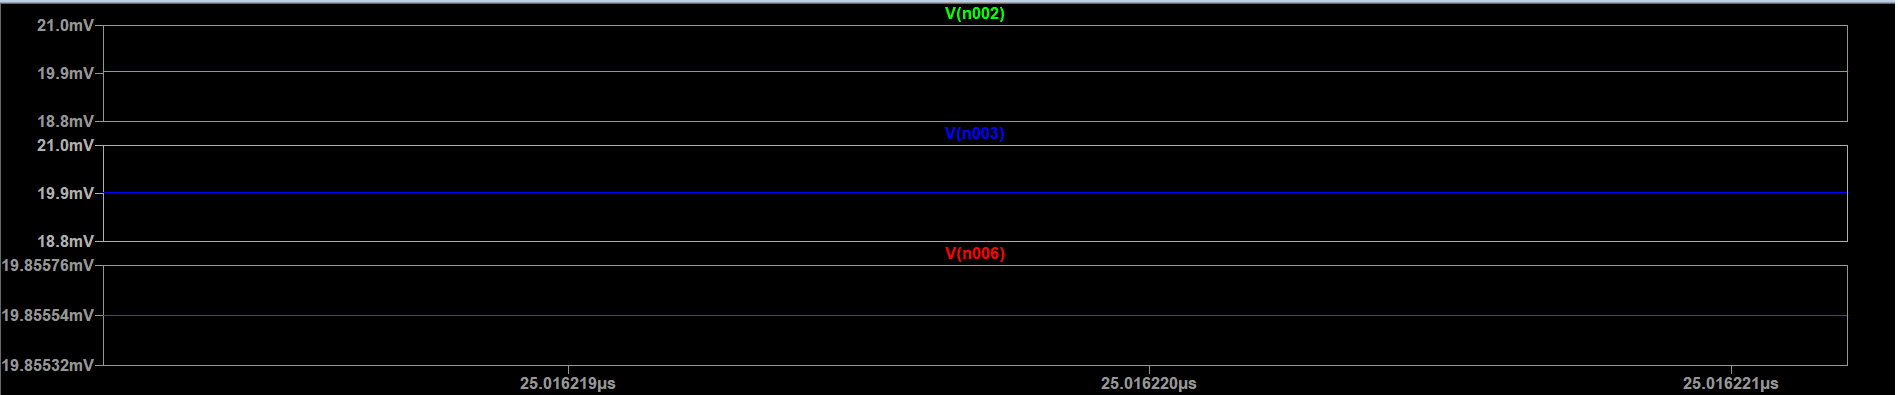 V(n002)
21.0mV
19.9mV
18.8mV
V(n003)
21.0mV
19.9mV
18.8mV
V(n006)
19.85576mV
19.85554mV
19.85532mV
25.016219µs 25.016220µs 25.016221µs